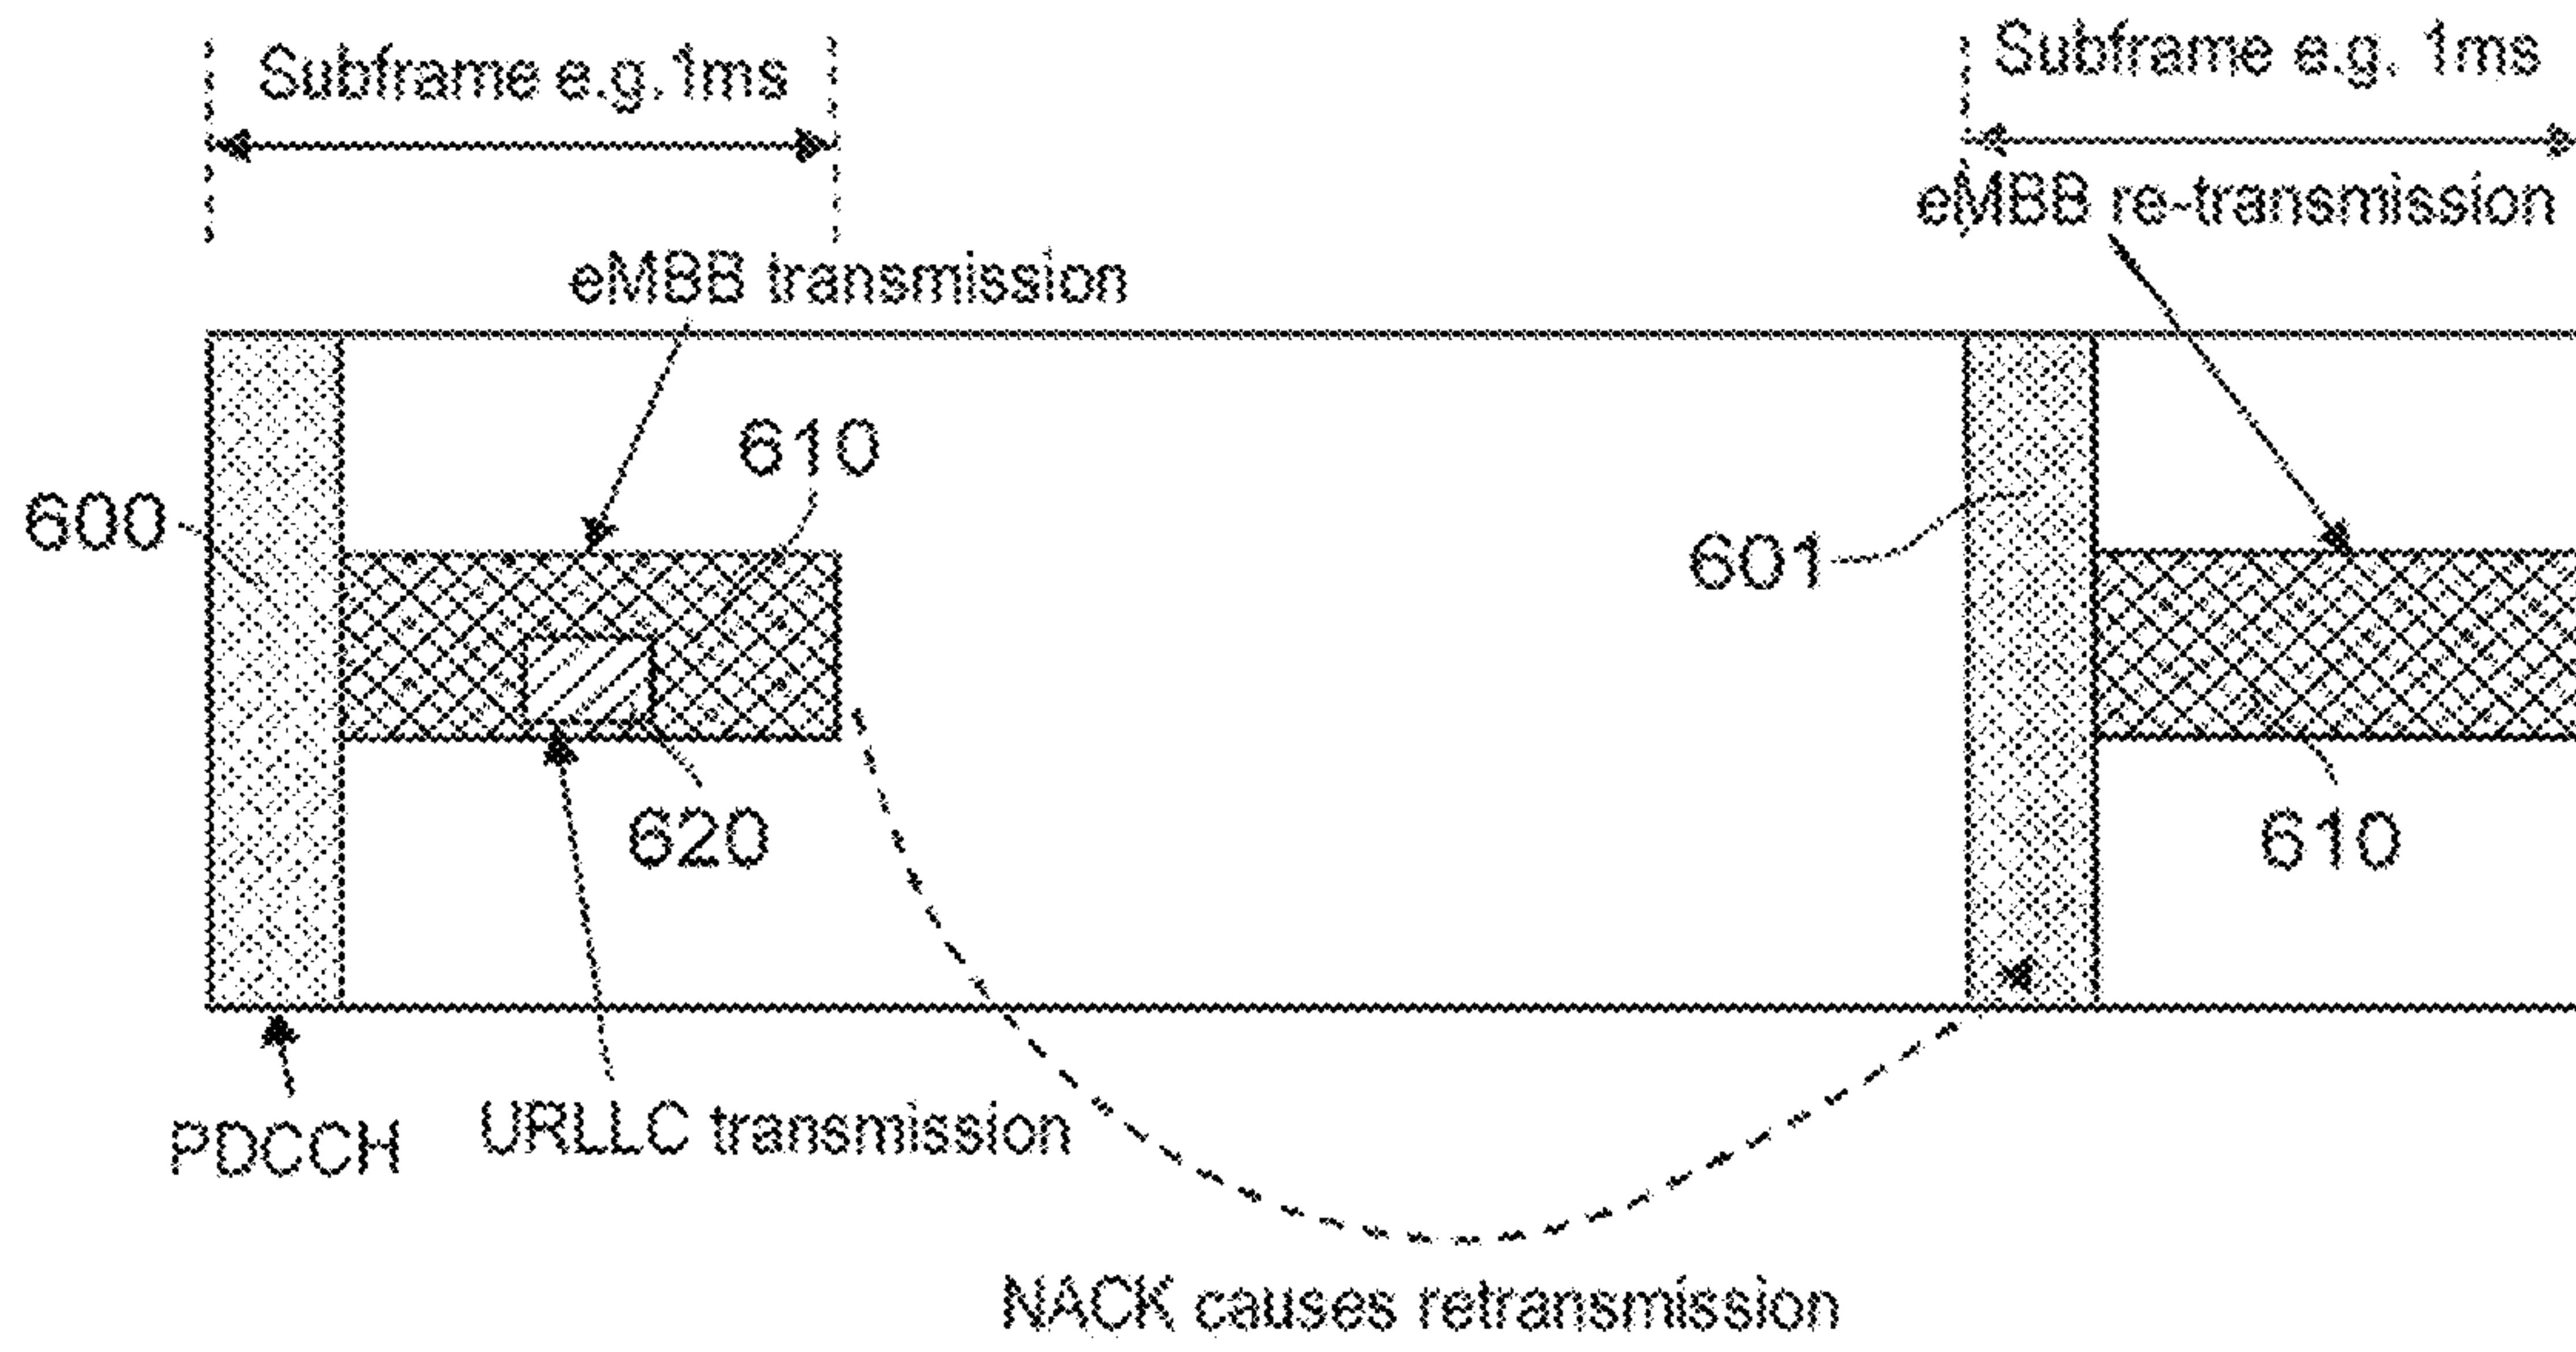 Subframe e.g. 1ms
Subframe e.g. 1ms
eMBB re-transmission
eMBB transmission
610
600
601
620
610
PDCCH
URLLC transmission
NACK causes retransmission